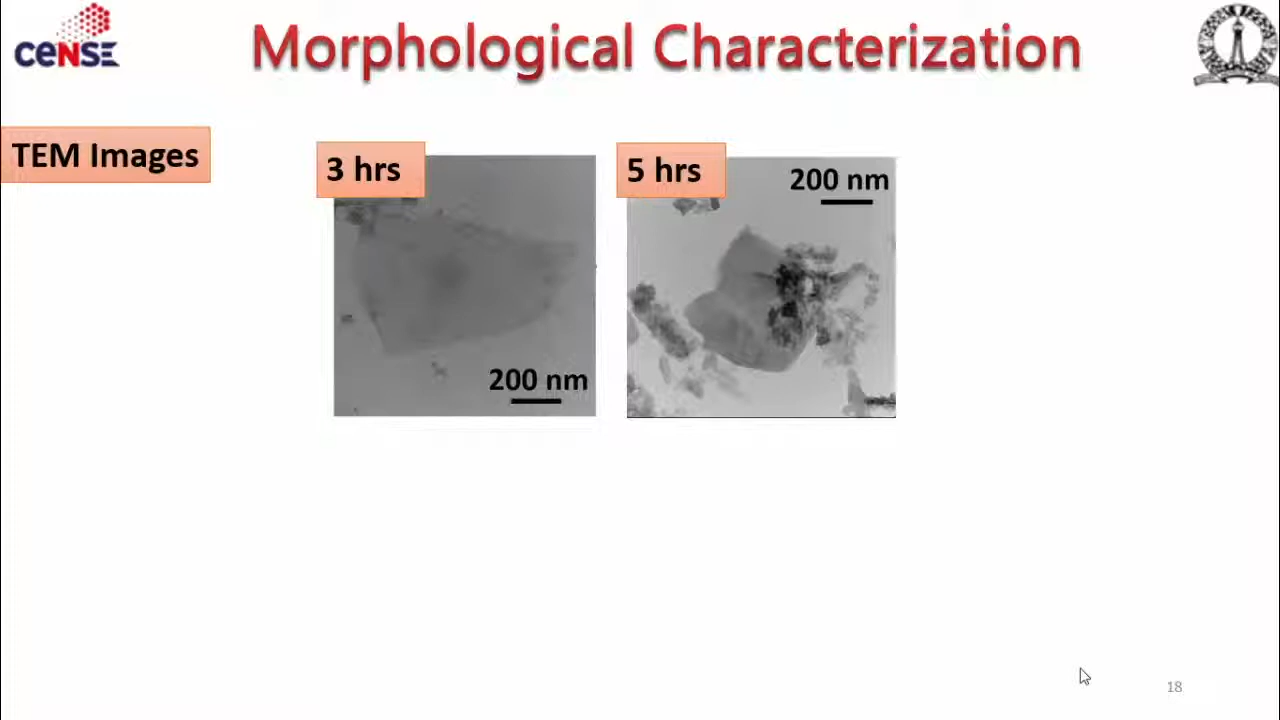 CeNSE
Morphological Characterization
TEM Images
3 hrs
5 hrs
200 nm
200 nm
18